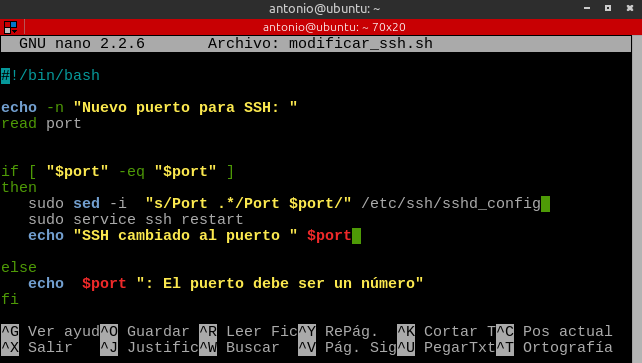 antonio@ubuntu: ~
antonio@ubuntu: ~ 70x20
GNU nano 2.2.6 Archivo: modificar_ssh.sh
#!/bin/bash
echo -n "Nuevo puerto para SSH: "
read port
if [ "$port" -eq "$port" ]
then
sudo sed -i "s/Port .*/Port $port/" /etc/ssh/sshd_config
sudo service ssh restart
echo "SSH cambiado al puerto " $port
else
echo $port ": El puerto debe ser un número"
fi
^G Ver ayud^O Guardar ^R Leer Fic^Y RePág. ^K Cortar T^C Pos actual
^X Salir ^J Justific^W Buscar ^V Pág. Sig^U PegarTxt^T Ortografía